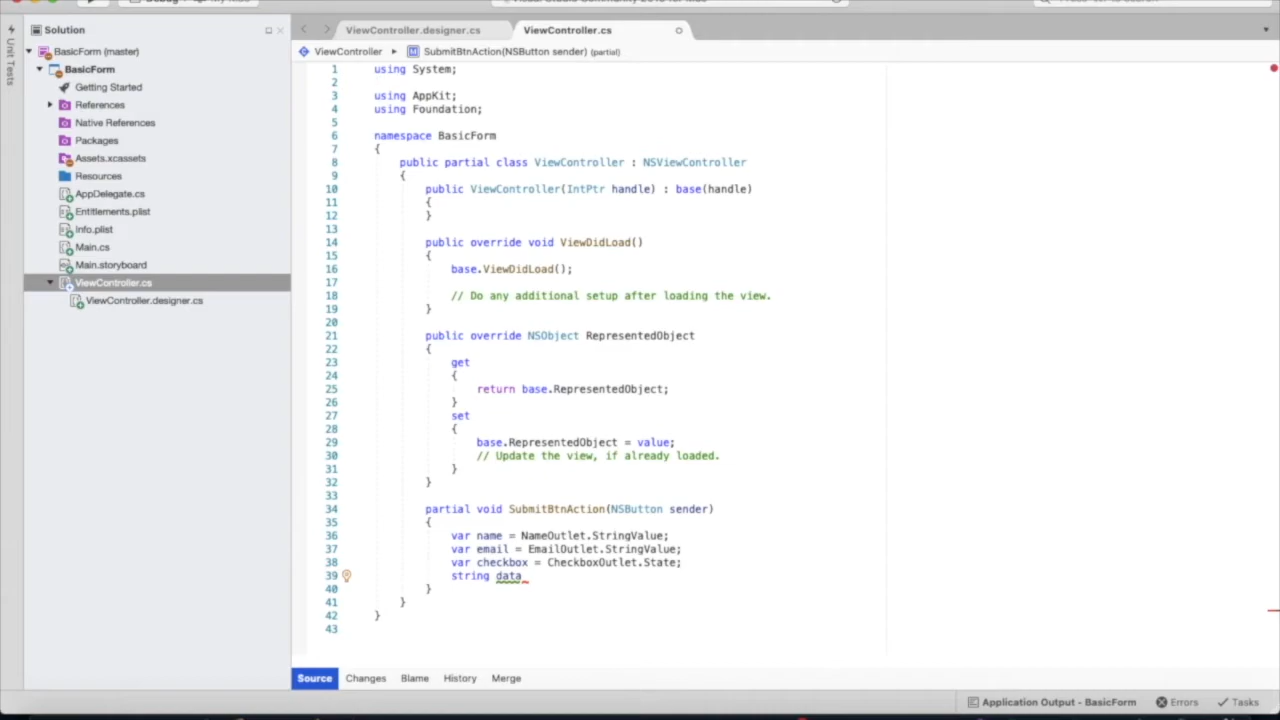 Solution
ViewController.designer.cs
ViewController.cs
Unit Tests
BasicForm (master)
BasicForm
Getting Started
References
Native References
Packages
Assets.xcassets
Resources
AppDelegate.cs
Entitlements.plist
Info.plist
Main.cs
Main.storyboard
ViewController.cs
ViewController.designer.cs
ViewController ▸ SubmitBtnAction(NSButton sender) (partial)
1 using System;
2
3 using AppKit;
4 using Foundation;
5
6 namespace BasicForm
7 {
8 public partial class ViewController : NSViewController
9 {
10 public ViewController(IntPtr handle) : base(handle)
11 {
12 }
13
14 public override void ViewDidLoad()
15 {
16 base.ViewDidLoad();
17
18 // Do any additional setup after loading the view.
19 }
20
21 public override NSObject RepresentedObject
22 {
23 get
24 {
25 return base.RepresentedObject;
26 }
27 set
28 {
29 base.RepresentedObject = value;
30 // Update the view, if already loaded.
31 }
32 }
33
34 partial void SubmitBtnAction(NSButton sender)
35 {
36 var name = NameOutlet.StringValue;
37 var email = EmailOutlet.StringValue;
38 var checkbox = CheckboxOutlet.State;
39 string data
40 }
41 }
42 }
43
Source Changes Blame History Merge
Application Output - BasicForm Errors Tasks